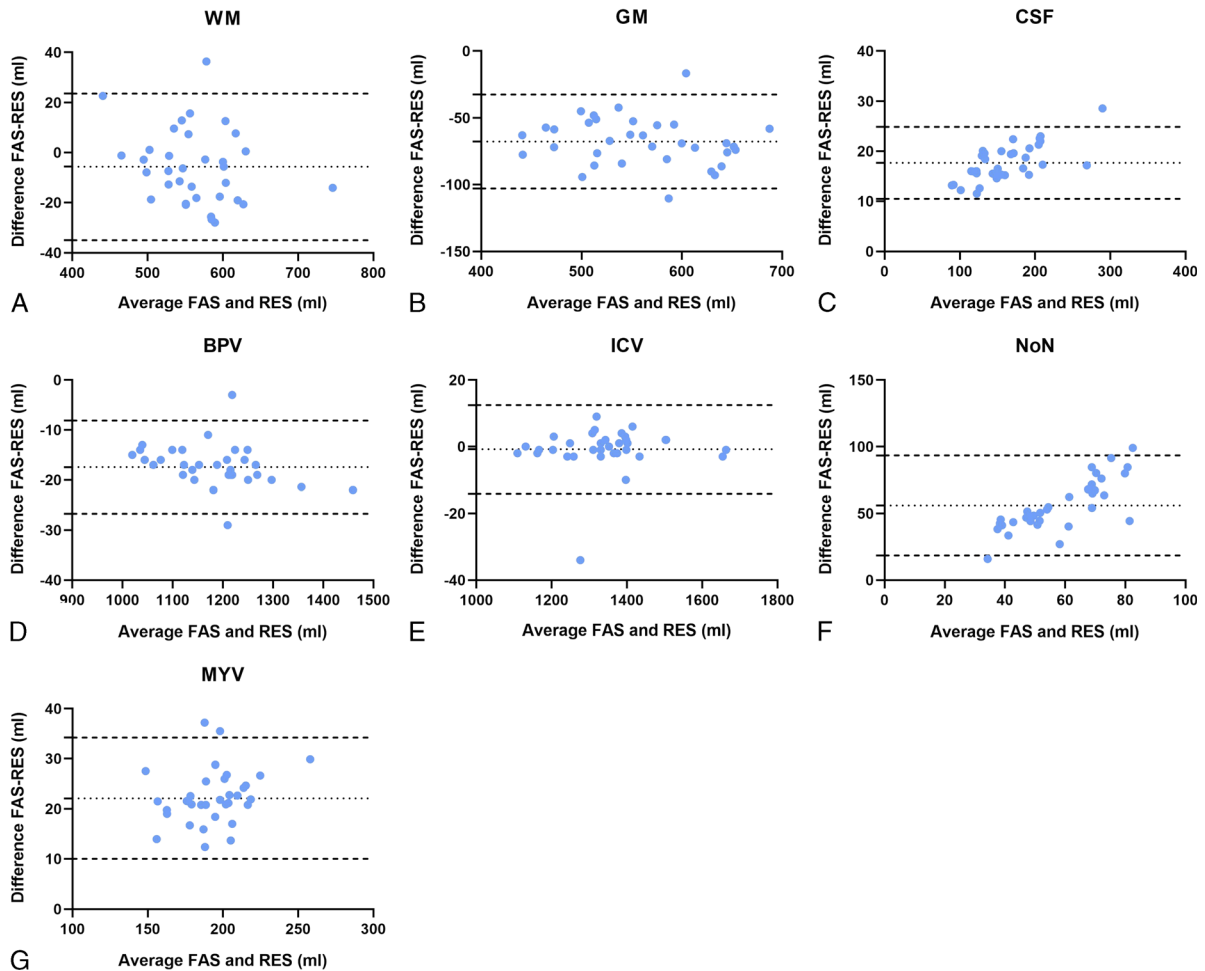 WM
Difference FAS-RES (ml)
40
20
0
-20
-40
400 500 600 700 800
Average FAS and RES (ml)
A
GM
Difference FAS-RES (ml)
0
-50
-100
-150
400 500 600 700
Average FAS and RES (ml)
B
CSF
Difference FAS-RES (ml)
40
30
20
10
0
0 100 200 300 400
Average FAS and RES (ml)
C
BPV
Difference FAS-RES (ml)
0
-10
-20
-30
-40
900 1000 1100 1200 1300 1400 1500
Average FAS and RES (ml)
D
ICV
Difference FAS-RES (ml)
20
0
-20
-40
1000 1200 1400 1600 1800
Average FAS and RES (ml)
E
NoN
Difference FAS-RES (ml)
150
100
50
0
0 20 40 60 80 100
Average FAS and RES (ml)
F
MYV
Difference FAS-RES (ml)
40
30
20
10
0
100 150 200 250 300
Average FAS and RES (ml)
G